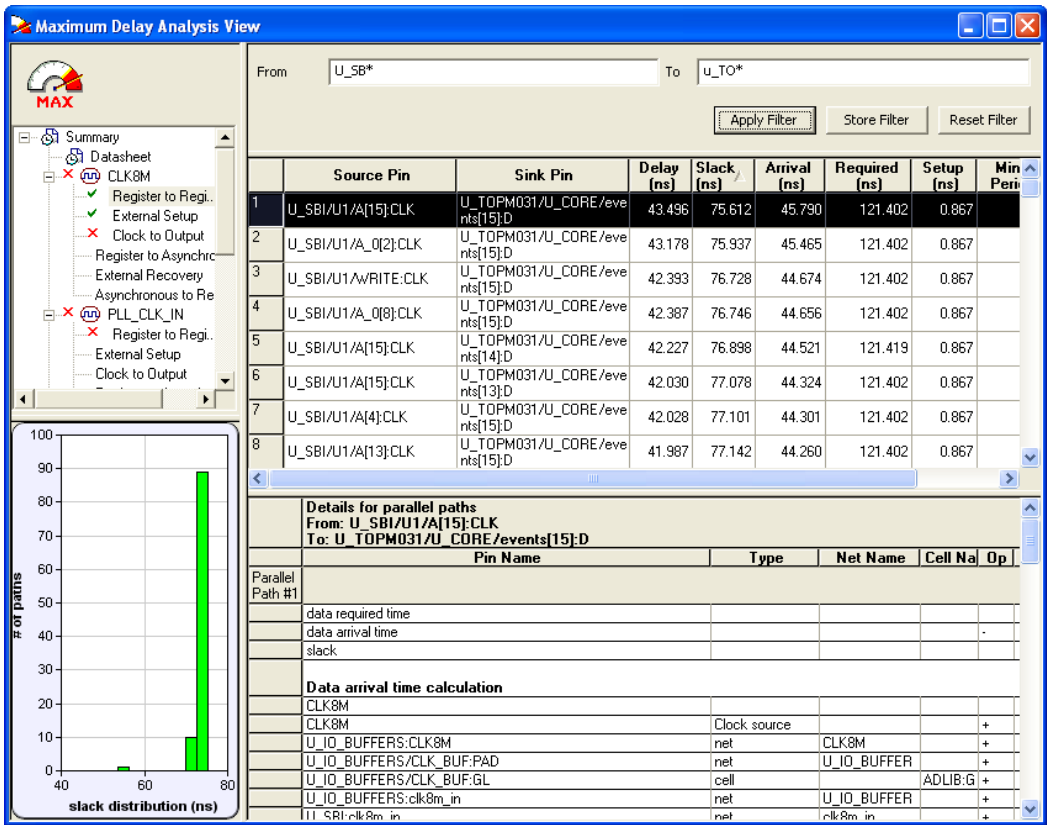 Maximum Delay Analysis View
MAX
From U_SB* To u_TO*
Apply Filter Store Filter Reset Filter
Summary
Datasheet
CLK8M
Register to Regi..
External Setup
Clock to Output
Register to Asynchro
External Recovery
Asynchronous to Re
PLL_CLK_IN
Register to Regi..
External Setup
Clock to Output
Source Pin Sink Pin Delay (ns) Slack (ns) Arrival (ns) Required (ns) Setup (ns) Min Peri
1 U_SBI/U1/A[15]:CLK U_TOPM031/U_CORE/events[15]:D 43.496 75.612 45.790 121.402 0.867
2 U_SBI/U1/A_0[2]:CLK U_TOPM031/U_CORE/events[15]:D 43.178 75.937 45.465 121.402 0.867
3 U_SBI/U1/WRITE:CLK U_TOPM031/U_CORE/events[15]:D 42.393 76.728 44.674 121.402 0.867
4 U_SBI/U1/A_0[8]:CLK U_TOPM031/U_CORE/events[15]:D 42.387 76.746 44.656 121.402 0.867
5 U_SBI/U1/A[15]:CLK U_TOPM031/U_CORE/events[14]:D 42.227 76.898 44.521 121.419 0.867
6 U_SBI/U1/A[15]:CLK U_TOPM031/U_CORE/events[13]:D 42.030 77.078 44.324 121.402 0.867
7 U_SBI/U1/A[4]:CLK U_TOPM031/U_CORE/events[15]:D 42.028 77.101 44.301 121.402 0.867
8 U_SBI/U1/A[13]:CLK U_TOPM031/U_CORE/events[15]:D 41.987 77.142 44.260 121.402 0.867
100
90
80
70
60
50
40
30
20
10
0
# of paths
40 60 80
slack distribution (ns)
Details for parallel paths
From: U_SBI/U1/A[15]:CLK
To: U_TOPM031/U_CORE/events[15]:D
Pin Name Type Net Name Cell Na Op
Parallel Path #1
data required time
data arrival time -
slack
Data arrival time calculation
CLK8M
CLK8M Clock source +
U_IO_BUFFERS:CLK8M net CLK8M +
U_IO_BUFFERS/CLK_BUF:PAD net U_IO_BUFFER +
U_IO_BUFFERS/CLK_BUF:GL cell ADLIB:G +
U_IO_BUFFERS:clk8m_in net U_IO_BUFFER +
U_SBI:clk8m_in net clk8m_in +